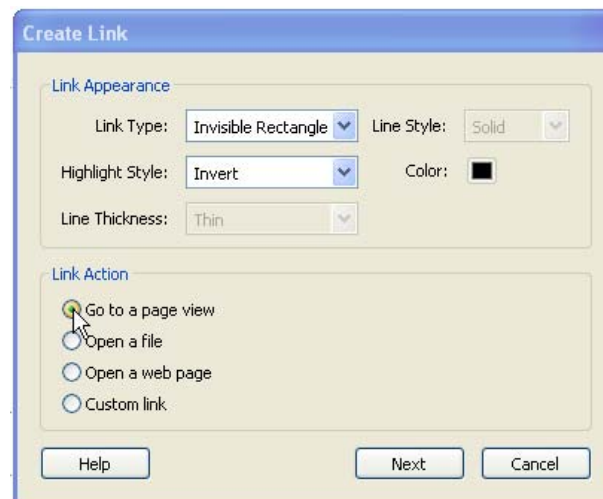 Create Link
Link Appearance
Link Type: Invisible Rectangle Line Style: Solid
Highlight Style: Invert Color:
Line Thickness: Thin
Link Action
Go to a page view
Open a file
Open a web page
Custom link
Help Next Cancel